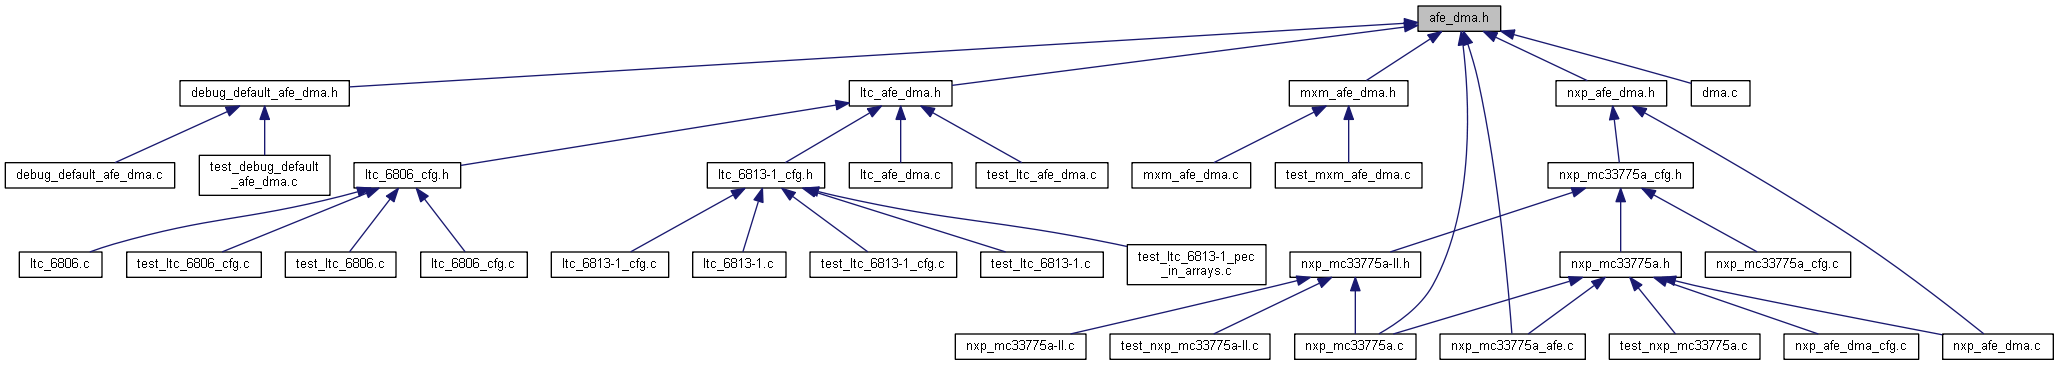 afe_dma.h
debug_default_afe_dma.h
ltc_afe_dma.h
mxm_afe_dma.h
nxp_afe_dma.h
dma.c
debug_default_afe_dma.c
test_debug_default
_afe_dma.c
ltc_6806_cfg.h
ltc_6813-1_cfg.h
ltc_afe_dma.c
test_ltc_afe_dma.c
mxm_afe_dma.c
test_mxm_afe_dma.c
nxp_mc33775a_cfg.h
ltc_6806.c
test_ltc_6806_cfg.c
test_ltc_6806.c
ltc_6806_cfg.c
ltc_6813-1_cfg.c
ltc_6813-1.c
test_ltc_6813-1_cfg.c
test_ltc_6813-1.c
test_ltc_6813-1_pec
_in_arrays.c
nxp_mc33775a-ll.h
nxp_mc33775a.h
nxp_mc33775a_cfg.c
nxp_mc33775a-ll.c
test_nxp_mc33775a-ll.c
nxp_mc33775a.c
nxp_mc33775a_afe.c
test_nxp_mc33775a.c
nxp_afe_dma_cfg.c
nxp_afe_dma.c